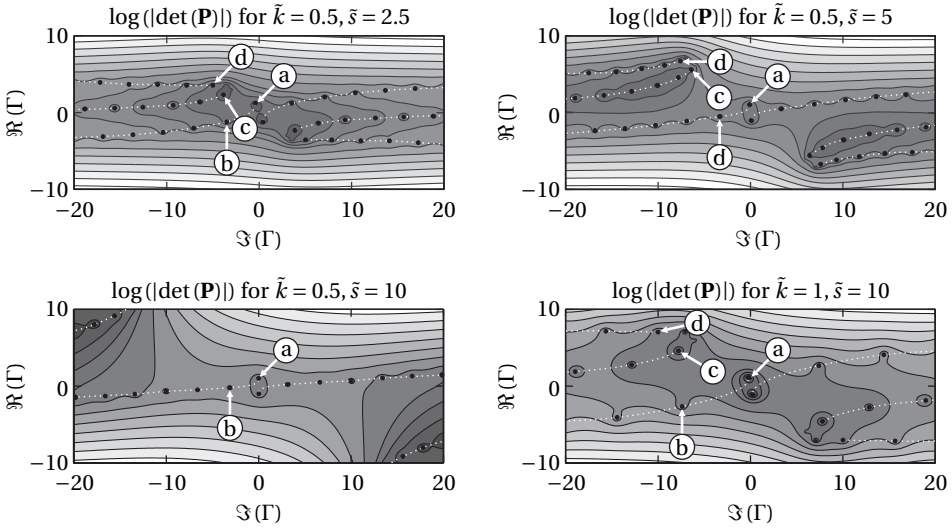 log(|det(P)|) for k̃ = 0.5, s̃ = 2.5
10
0
−10
ℜ(Γ)
−20 −10 0 10 20
ℑ(Γ)
d
a
c
b
log(|det(P)|) for k̃ = 0.5, s̃ = 5
10
0
−10
ℜ(Γ)
−20 −10 0 10 20
ℑ(Γ)
d
a
c
d
log(|det(P)|) for k̃ = 0.5, s̃ = 10
10
0
−10
ℜ(Γ)
−20 −10 0 10 20
ℑ(Γ)
a
b
log(|det(P)|) for k̃ = 1, s̃ = 10
10
0
−10
ℜ(Γ)
−20 −10 0 10 20
ℑ(Γ)
d
a
c
b